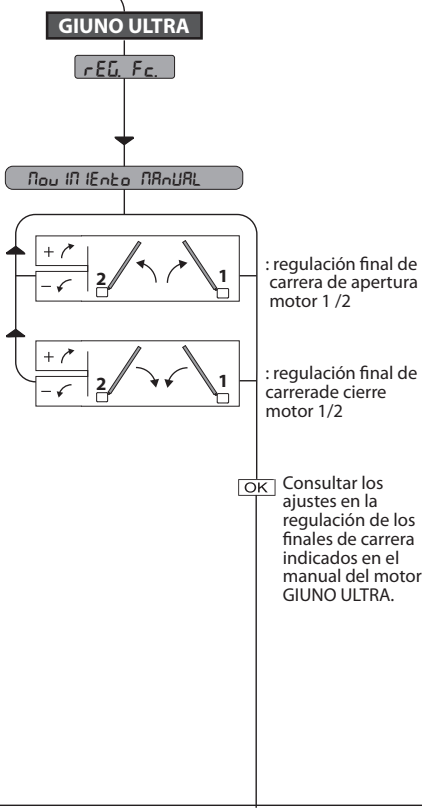 GIUNO ULTRA
rEG. Fc.
MovIMIEnto MAnUAL
+
-
2
1
: regulación final de
carrera de apertura
motor 1 /2
+
-
2
1
: regulación final de
carrerade cierre
motor 1/2
OK
Consultar los
ajustes en la
regulación de los
finales de carrera
indicados en el
manual del motor
GIUNO ULTRA.